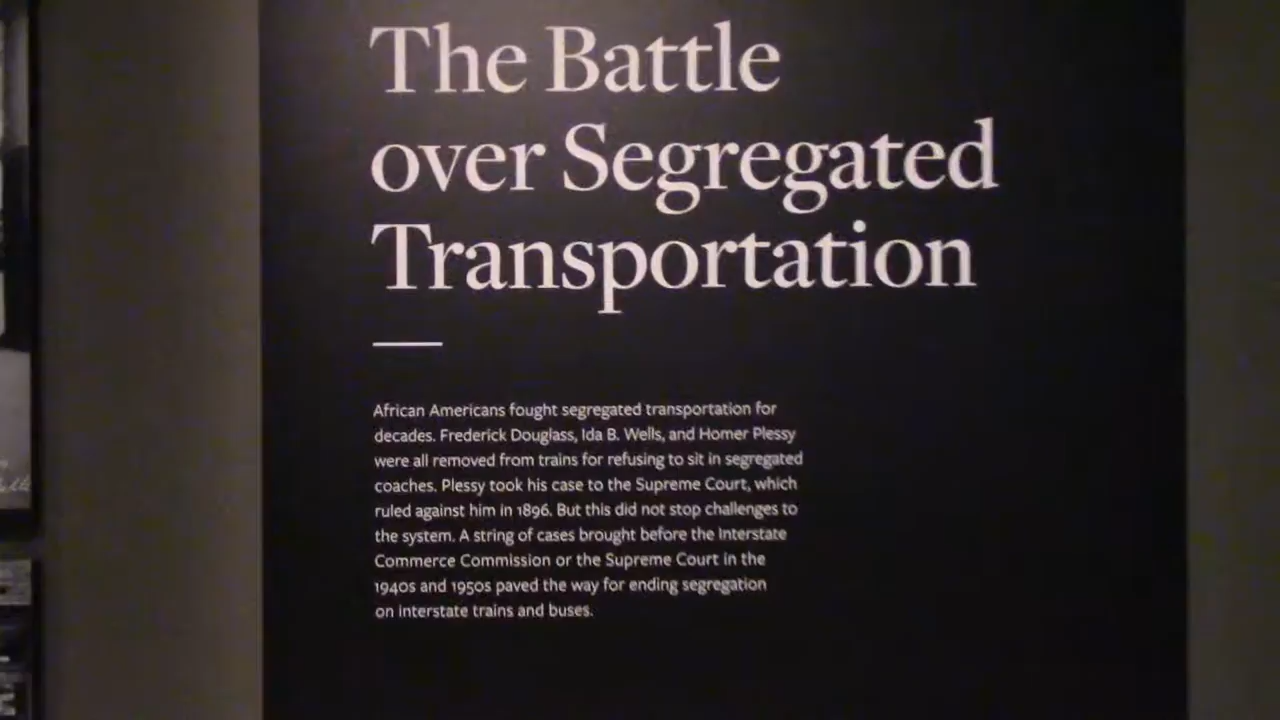 The Battle
over Segregated
Transportation
African Americans fought segregated transportation for
decades. Frederick Douglass, Ida B. Wells, and Homer Plessy
were all removed from trains for refusing to sit in segregated
coaches. Plessy took his case to the Supreme Court, which
ruled against him in 1896. But this did not stop challenges to
the system. A string of cases brought before the Interstate
Commerce Commission or the Supreme Court in the
1940s and 1950s paved the way for ending segregation
on interstate trains and buses.